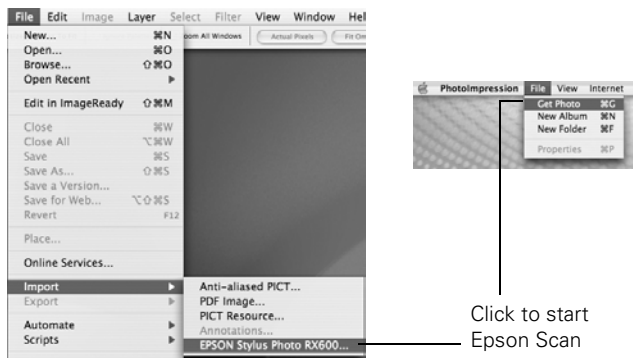 File Edit Image Layer Select Filter View Window Hel
oom All Windows Actual Pixels Fit On
New... ⌘N
Open... ⌘O
Browse... ⇧⌘O
Open Recent ▶
Edit in ImageReady ⇧⌘M
Close ⌘W
Close All ⌥⌘W
Save ⌘S
Save As... ⇧⌘S
Save a Version...
Save for Web... ⌥⇧⌘S
Revert F12
Place...
Online Services...
Import ▶
Export ▶
Automate ▶
Scripts ▶
Anti-aliased PICT...
PDF Image...
PICT Resource...
Annotations...
EPSON Stylus Photo RX600...
PhotoImpression File View Internet
Get Photo ⌘G
New Album ⌘N
New Folder ⌘F
Properties ⌘P
Click to start
Epson Scan